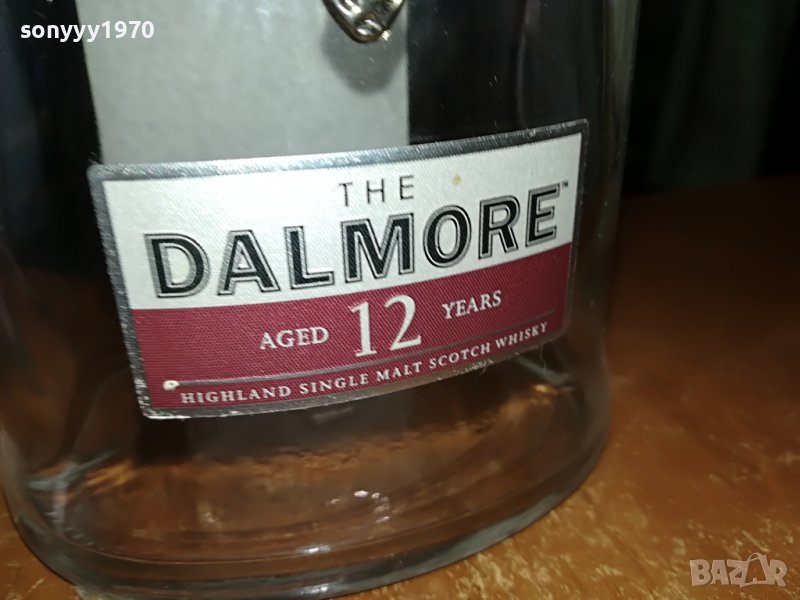 sonyyy1970
THE
DALMORE™
AGED 12 YEARS
HIGHLAND SINGLE MALT SCOTCH WHISKY
BAZAR